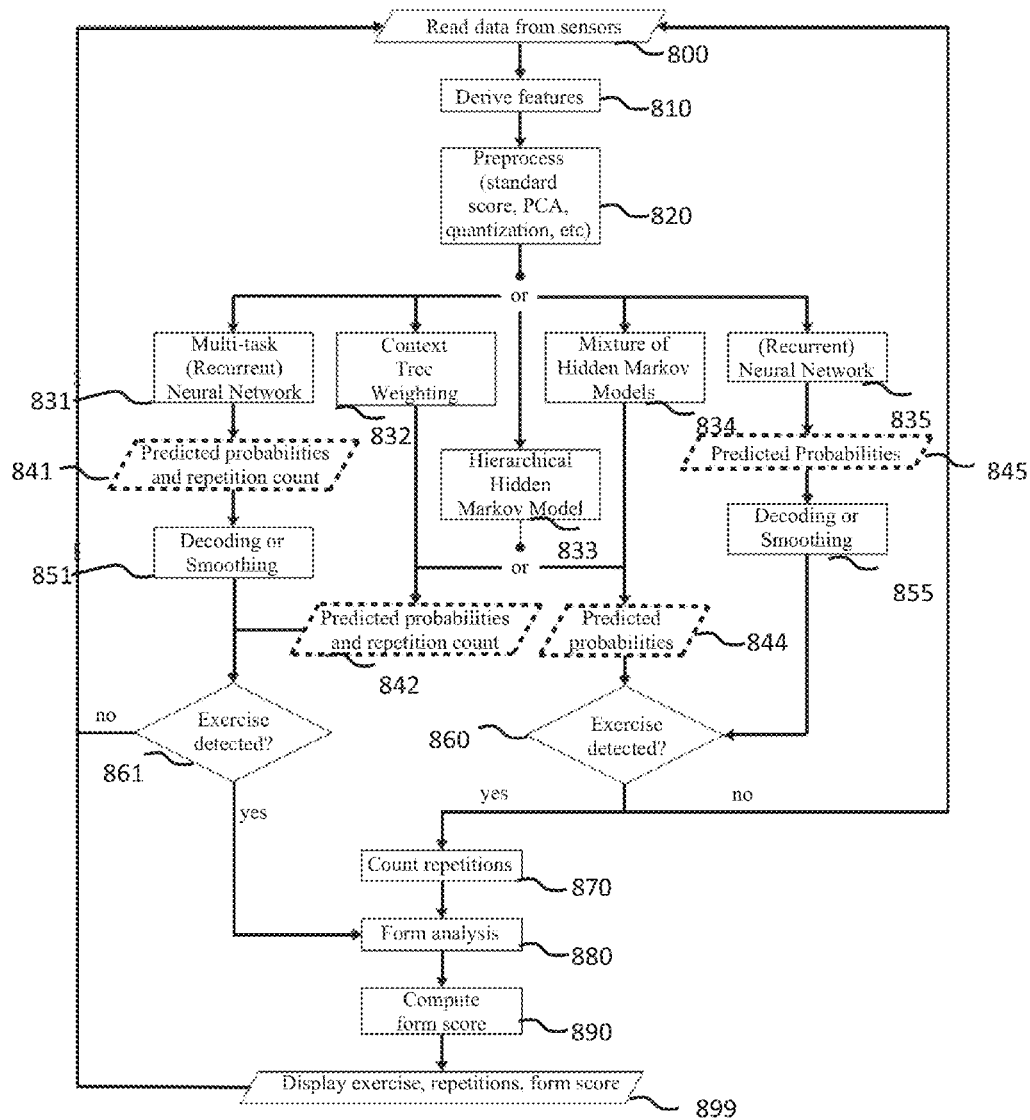 Read data from sensors
800
Derive features
810
Preprocess
(standard
score, PCA,
quantization, etc)
820
or
Multi-task
(Recurrent)
Neural Network
831
Context
Tree
Weighting
832
Mixture of
Hidden Markov
Models
834
(Recurrent)
Neural Network
835
Predicted probabilities
and repetition count
841
Hierarchical
Hidden
Markov Model
833
Predicted Probabilities
845
Decoding or
Smoothing
851
or
Decoding or
Smoothing
855
Predicted probabilities
and repetition count
842
Predicted
probabilities
844
no
Exercise
detected?
861
860
Exercise
detected?
yes
yes
no
Count repetitions
870
Form analysis
880
Compute
form score
890
Display exercise, repetitions. form score
899